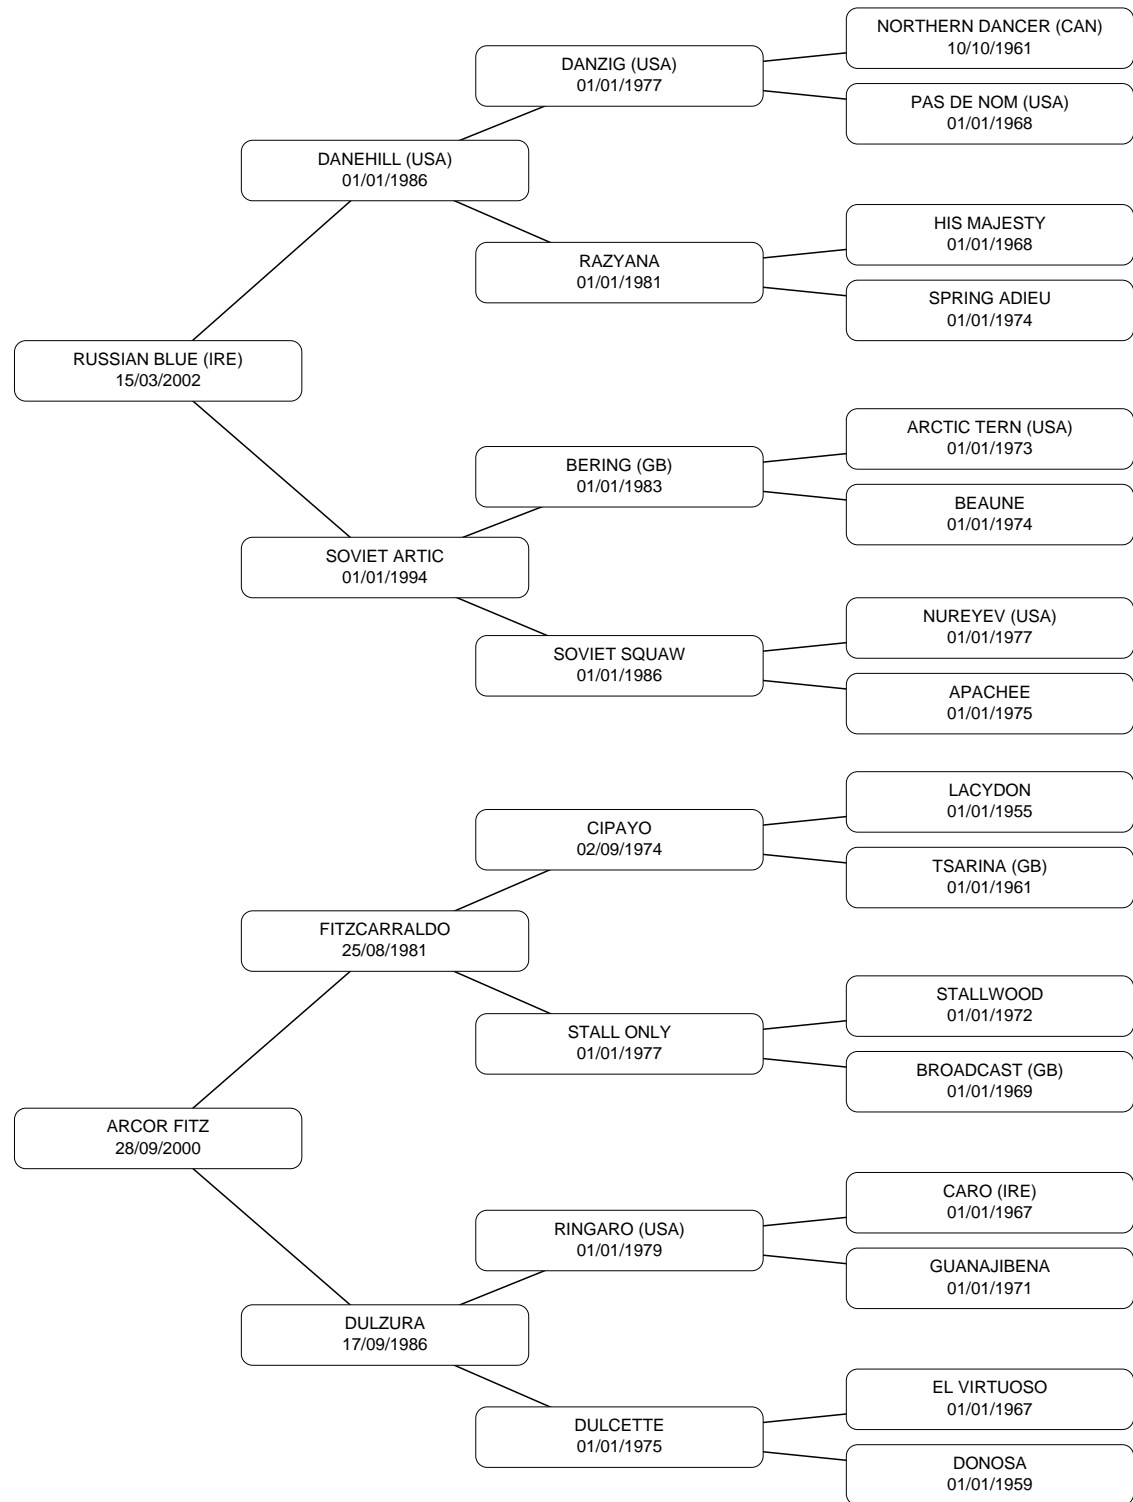 NORTHERN DANCER (CAN)
10/10/1961
DANZIG (USA)
01/01/1977
PAS DE NOM (USA)
01/01/1968
DANEHILL (USA)
01/01/1986
HIS MAJESTY
01/01/1968
RAZYANA
01/01/1981
SPRING ADIEU
01/01/1974
RUSSIAN BLUE (IRE)
15/03/2002
ARCTIC TERN (USA)
01/01/1973
BERING (GB)
01/01/1983
BEAUNE
01/01/1974
SOVIET ARTIC
01/01/1994
NUREYEV (USA)
01/01/1977
SOVIET SQUAW
01/01/1986
APACHEE
01/01/1975
LACYDON
01/01/1955
CIPAYO
02/09/1974
TSARINA (GB)
01/01/1961
FITZCARRALDO
25/08/1981
STALLWOOD
01/01/1972
STALL ONLY
01/01/1977
BROADCAST (GB)
01/01/1969
ARCOR FITZ
28/09/2000
CARO (IRE)
01/01/1967
RINGARO (USA)
01/01/1979
GUANAJIBENA
01/01/1971
DULZURA
17/09/1986
EL VIRTUOSO
01/01/1967
DULCETTE
01/01/1975
DONOSA
01/01/1959